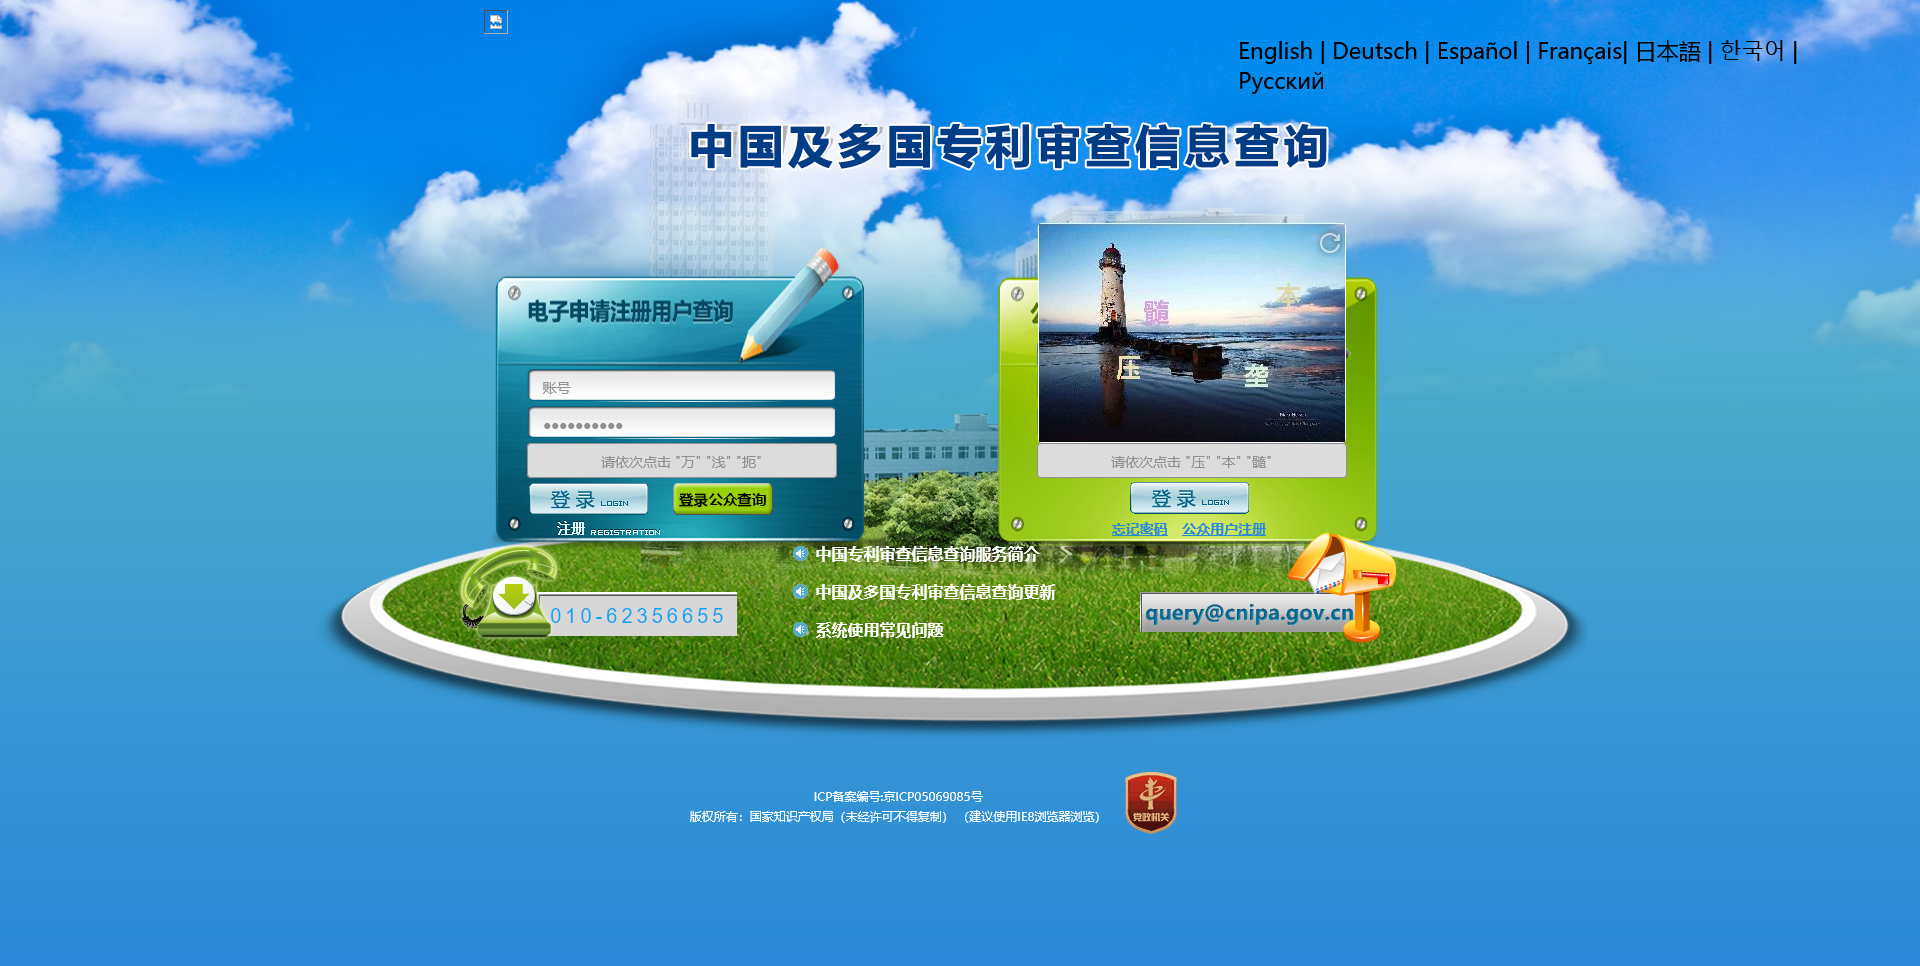 English | Deutsch | Español | Français| 日本語 | 한국어 |
Русский
中国及多国专利审查信息查询
电子申请注册用户查询
账号
请依次点击 "万" "浅" "扼"
登录 LOGIN
登录公众查询
注册 REGISTRATION
本
髓
压
垄
请依次点击 "压" "本" "髓"
登录 LOGIN
忘记密码 公众用户注册
中国专利审查信息查询服务简介
中国及多国专利审查信息查询更新
系统使用常见问题
010-62356655
query@cnipa.gov.cn
ICP备案编号:京ICP05069085号
版权所有：国家知识产权局（未经许可不得复制） （建议使用IE8浏览器浏览）
党政机关